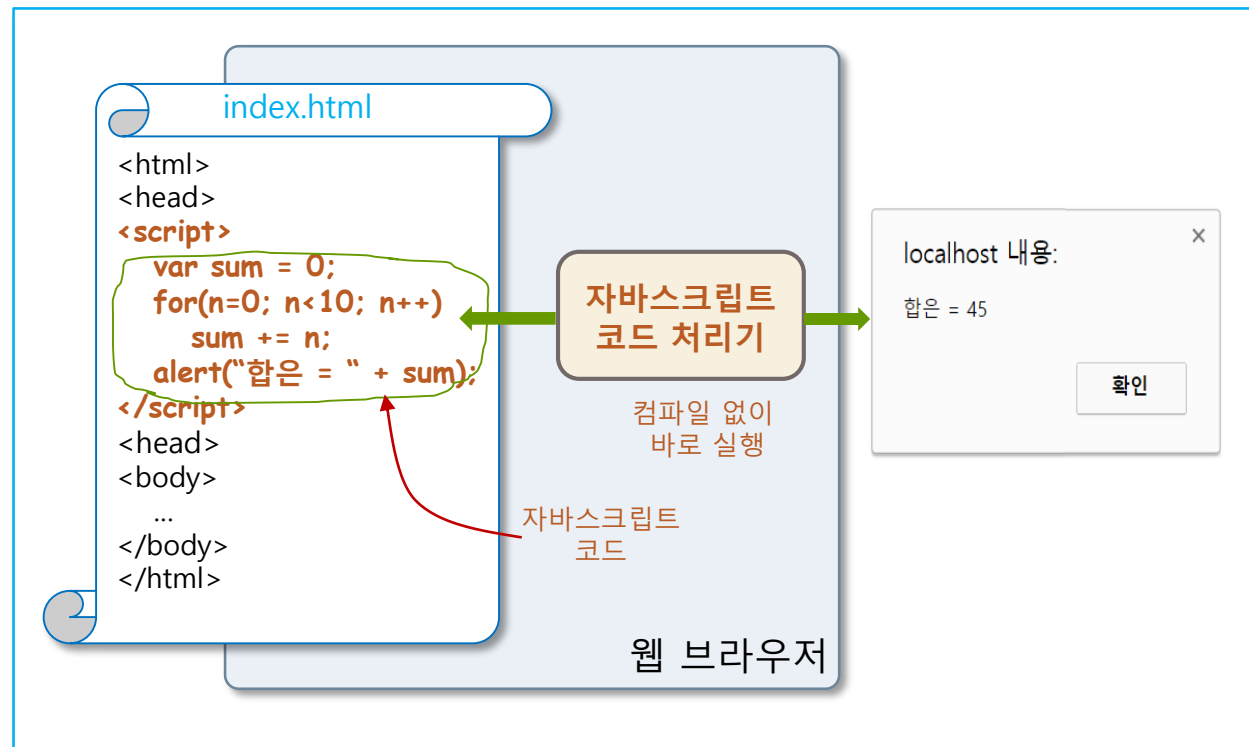 index.html
<html>
<head>
<script>
var sum = 0;
for(n=0; n<10; n++)
sum += n;
alert(“합은 = “ + sum);
</script>
<head>
<body>
...
</body>
</html>
자바스크립트
코드 처리기
컴파일 없이
바로 실행
자바스크립트
코드
웹 브라우저
localhost 내용:
×
합은 = 45
확인